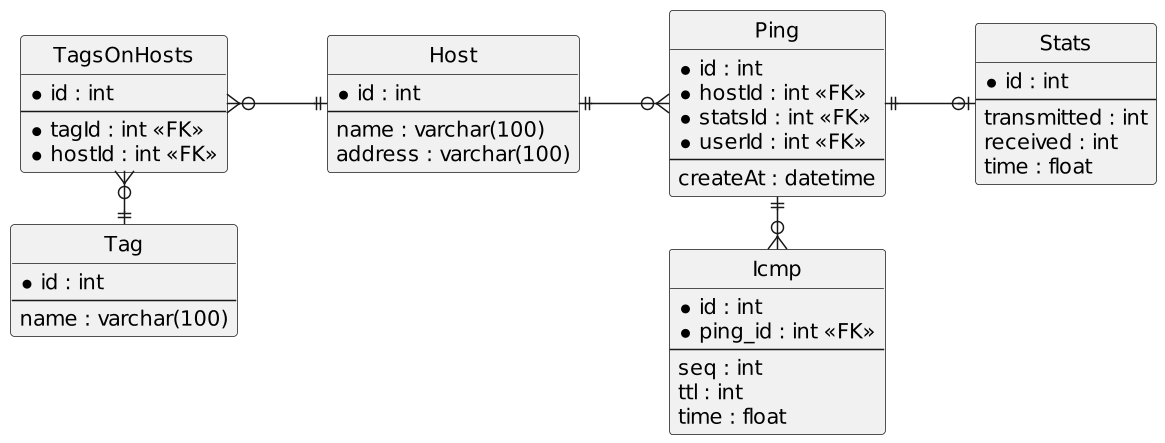 TagsOnHosts
* id : int
* tagId : int «FK»
* hostId : int «FK»
Host
* id : int
name : varchar(100)
address : varchar(100)
Ping
* id : int
* hostId : int «FK»
* statsId : int «FK»
* userId : int «FK»
createAt : datetime
Stats
* id : int
transmitted : int
received : int
time : float
Tag
* id : int
name : varchar(100)
Icmp
* id : int
* ping_id : int «FK»
seq : int
ttl : int
time : float